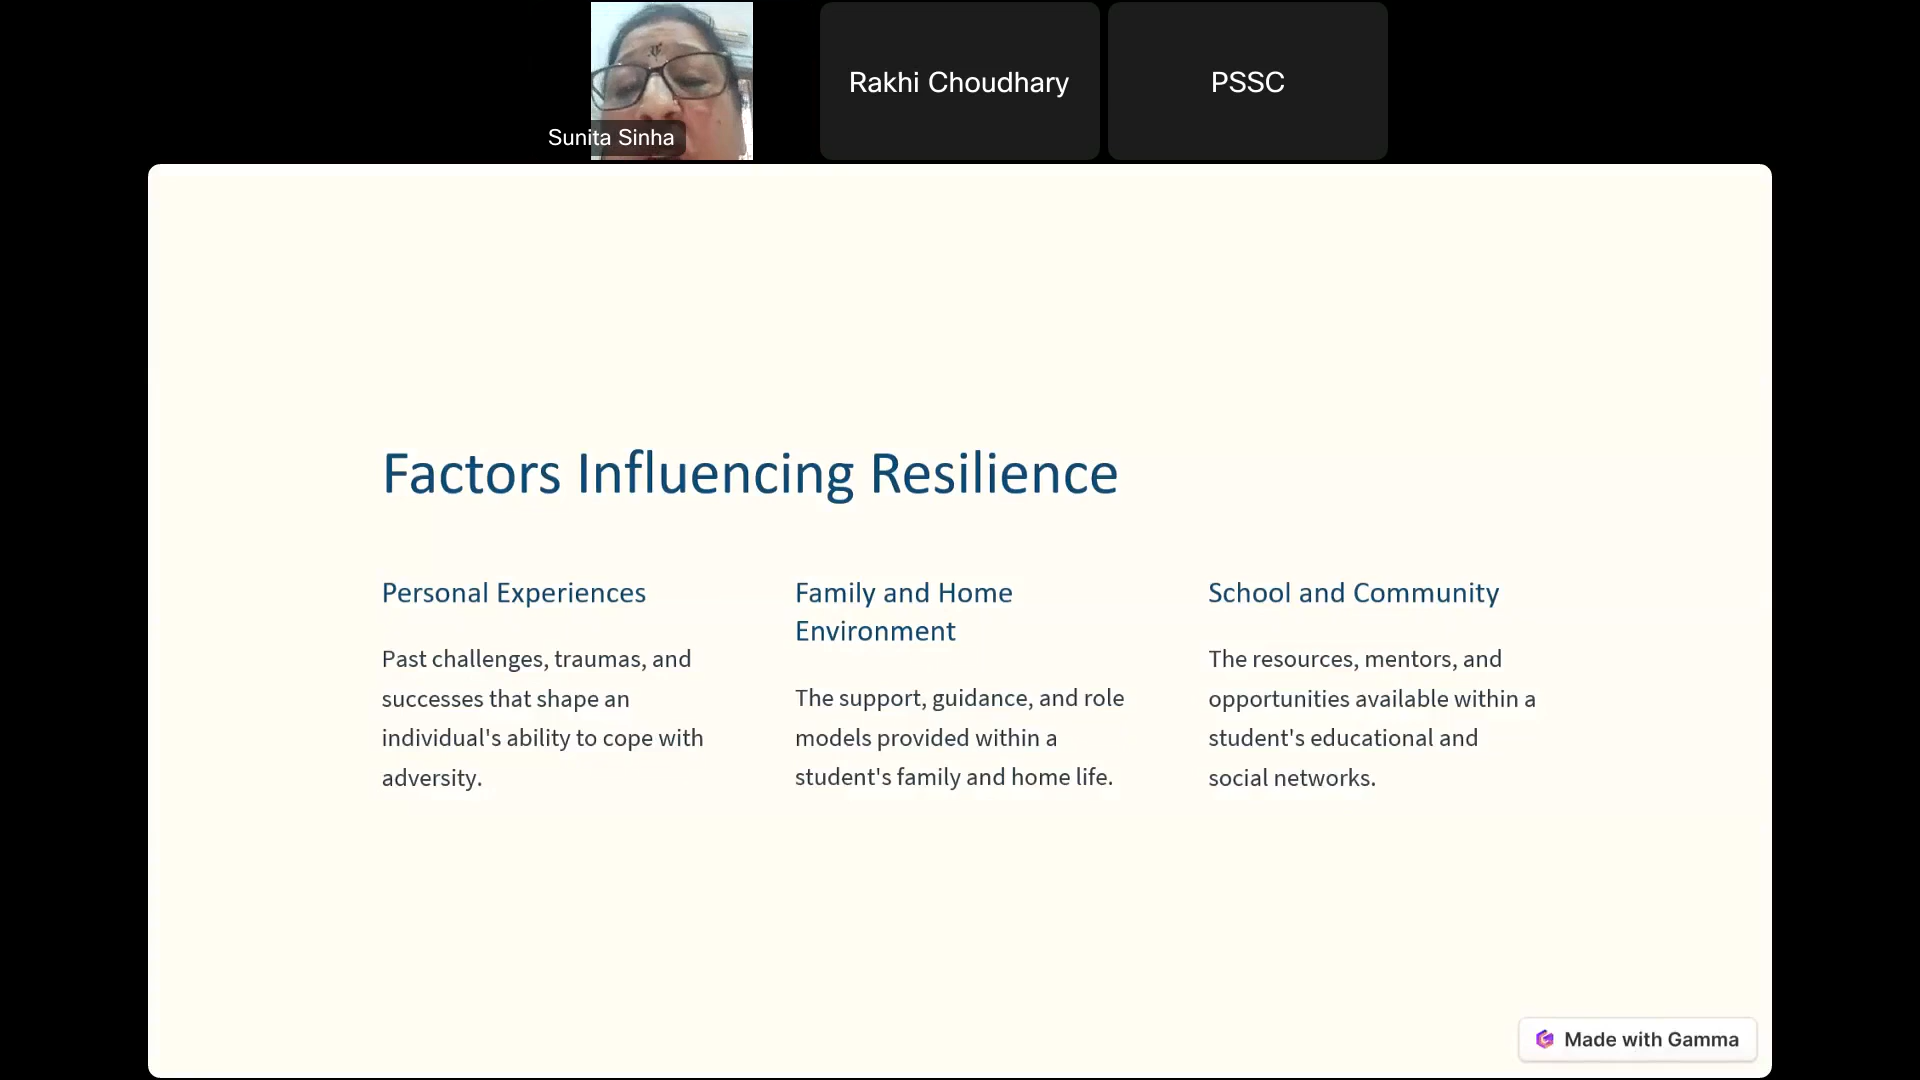 Sunita Sinha
Rakhi Choudhary
PSSC
Factors Influencing Resilience
Personal Experiences
Past challenges, traumas, and
successes that shape an
individual's ability to cope with
adversity.
Family and Home
Environment
The support, guidance, and role
models provided within a
student's family and home life.
School and Community
The resources, mentors, and
opportunities available within a
student's educational and
social networks.
Made with Gamma